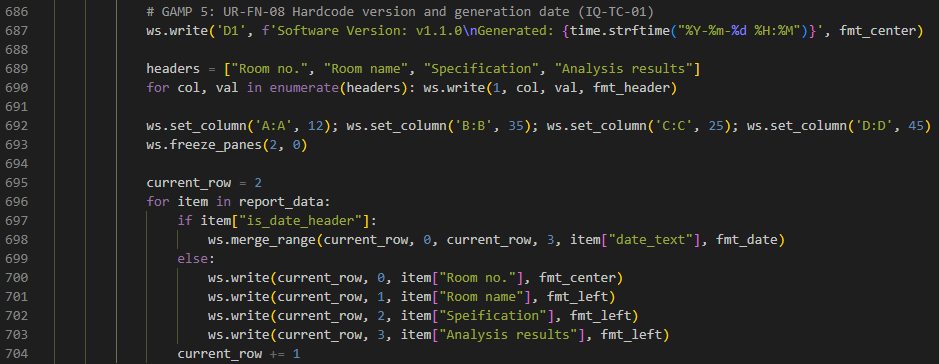 686 # GAMP 5: UR-FN-08 Hardcode version and generation date (IQ-TC-01)
687 ws.write('D1', f'Software Version: v1.1.0\nGenerated: {time.strftime("%Y-%m-%d %H:%M")}', fmt_center)
688
689 headers = ["Room no.", "Room name", "Specification", "Analysis results"]
690 for col, val in enumerate(headers): ws.write(1, col, val, fmt_header)
691
692 ws.set_column('A:A', 12); ws.set_column('B:B', 35); ws.set_column('C:C', 25); ws.set_column('D:D', 45)
693 ws.freeze_panes(2, 0)
694
695 current_row = 2
696 for item in report_data:
697 if item["is_date_header"]:
698 ws.merge_range(current_row, 0, current_row, 3, item["date_text"], fmt_date)
699 else:
700 ws.write(current_row, 0, item["Room no."], fmt_center)
701 ws.write(current_row, 1, item["Room name"], fmt_left)
702 ws.write(current_row, 2, item["Speification"], fmt_left)
703 ws.write(current_row, 3, item["Analysis results"], fmt_left)
704 current_row += 1